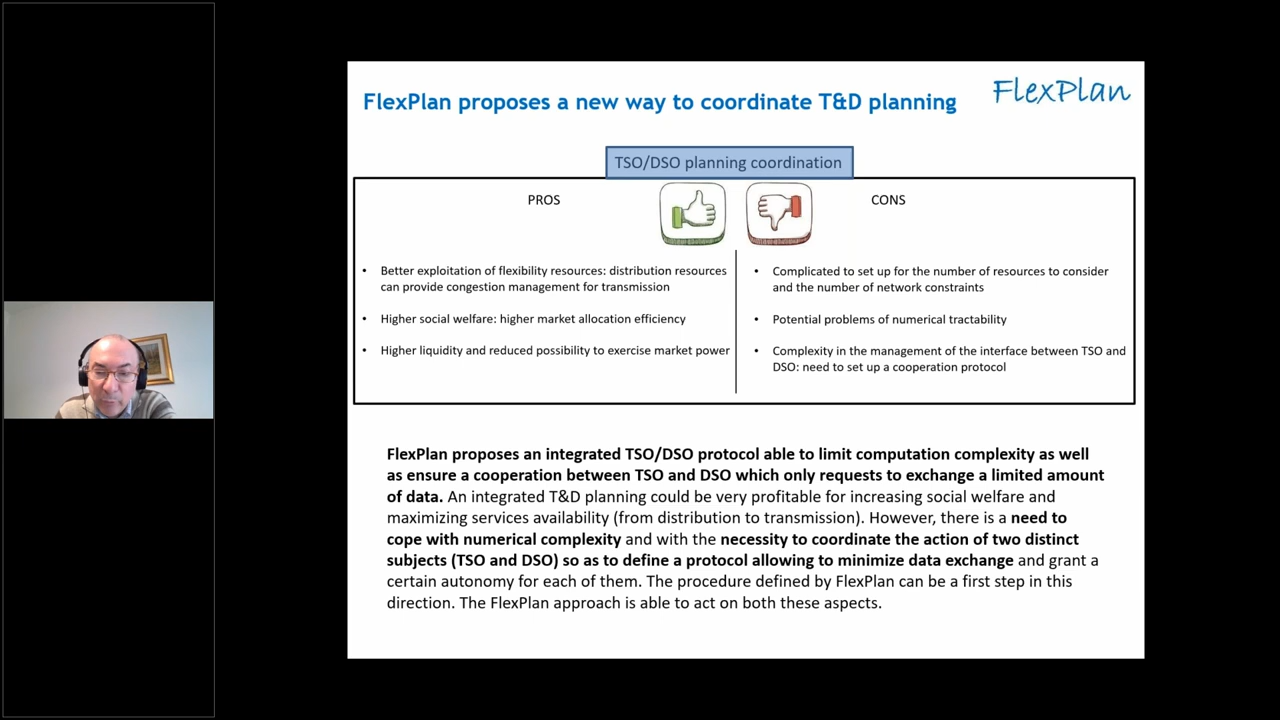 FlexPlan proposes a new way to coordinate T&D planning
FlexPlan
TSO/DSO planning coordination
PROS
CONS
• Better exploitation of flexibility resources: distribution resources
can provide congestion management for transmission
• Higher social welfare: higher market allocation efficiency
• Higher liquidity and reduced possibility to exercise market power
• Complicated to set up for the number of resources to consider
and the number of network constraints
• Potential problems of numerical tractability
• Complexity in the management of the interface between TSO and
DSO: need to set up a cooperation protocol
FlexPlan proposes an integrated TSO/DSO protocol able to limit computation complexity as well
as ensure a cooperation between TSO and DSO which only requests to exchange a limited amount
of data. An integrated T&D planning could be very profitable for increasing social welfare and
maximizing services availability (from distribution to transmission). However, there is a need to
cope with numerical complexity and with the necessity to coordinate the action of two distinct
subjects (TSO and DSO) so as to define a protocol allowing to minimize data exchange and grant a
certain autonomy for each of them. The procedure defined by FlexPlan can be a first step in this
direction. The FlexPlan approach is able to act on both these aspects.